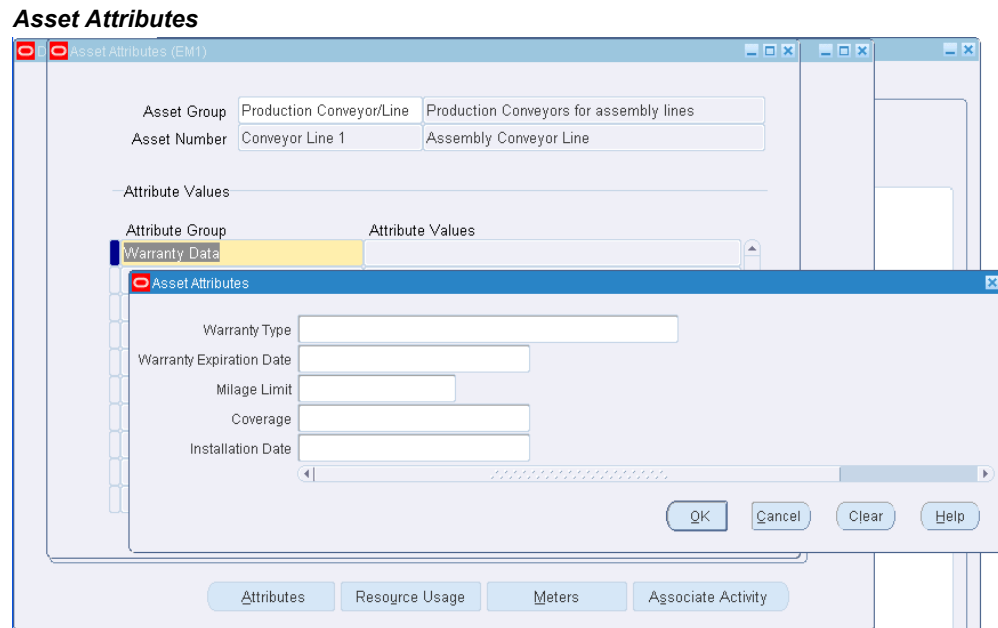 Asset Attributes
D
Asset Attributes (EM1)
Asset Group Production Conveyor/Line Production Conveyors for assembly lines
Asset Number Conveyor Line 1 Assembly Conveyor Line
Attribute Values
Attribute Group Attribute Values
Warranty Data
Asset Attributes
Warranty Type
Warranty Expiration Date
Milage Limit
Coverage
Installation Date
OK Cancel Clear Help
Attributes Resource Usage Meters Associate Activity